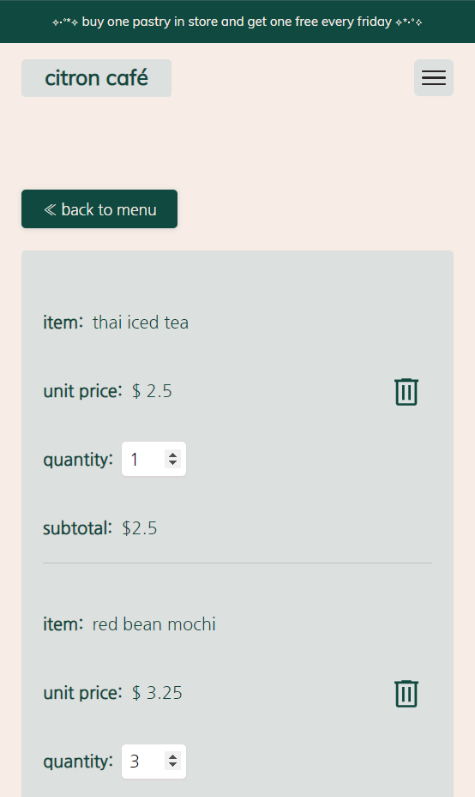 ⟡‧₊˚⟡ buy one pastry in store and get one free every friday ⟡˚‧₊⟡
citron café
≪ back to menu
item: thai iced tea
unit price: $ 2.5
quantity: 1
subtotal: $2.5
item: red bean mochi
unit price: $ 3.25
quantity: 3